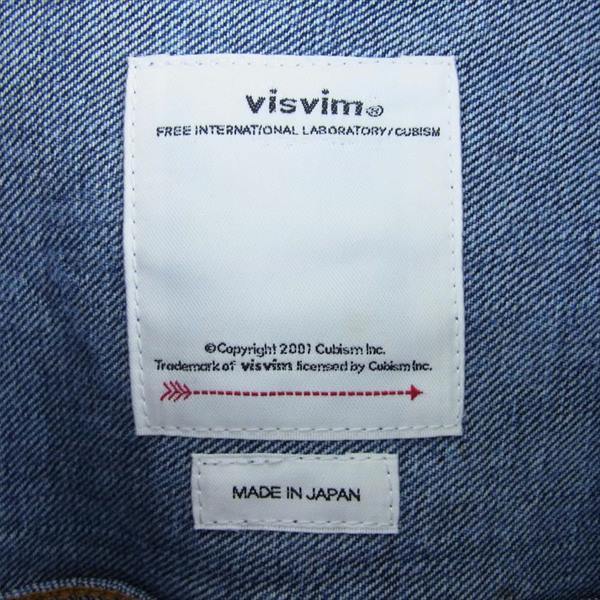 visvim®
FREE INTERNATIONAL LABORATORY/CUBISM
©Copyright 2001 Cubism Inc.
Trademark of visvim licensed by Cubism Inc.
MADE IN JAPAN